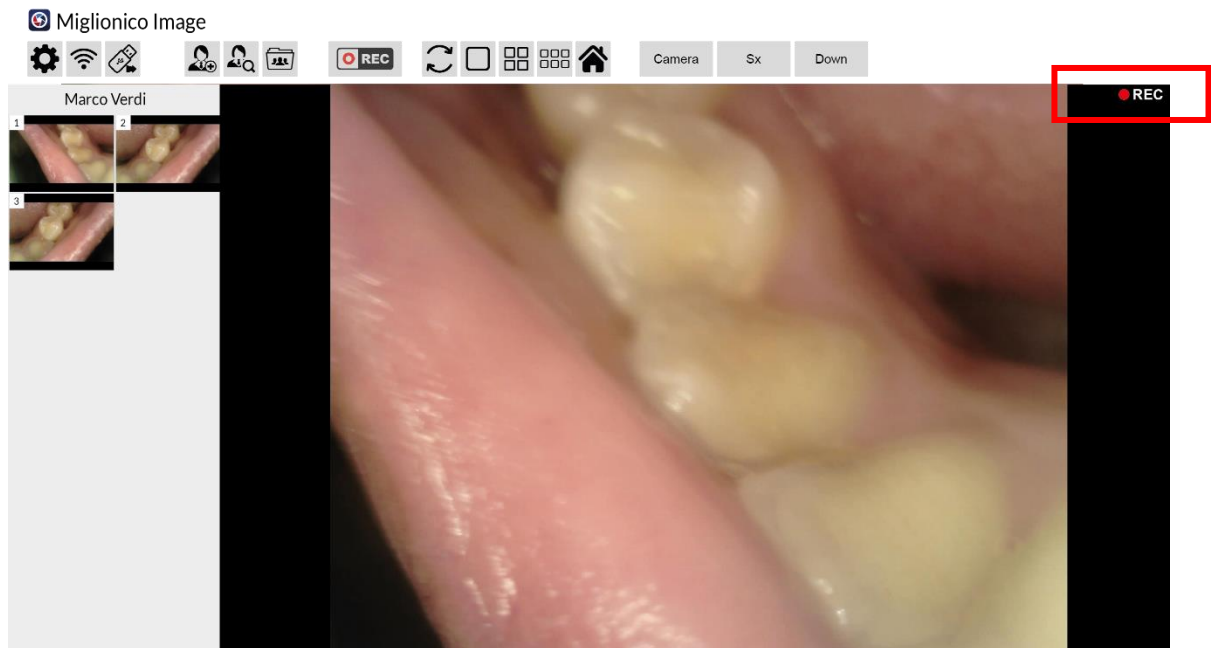 Miglionico Image
REC
Camera
Sx
Down
Marco Verdi
REC
1
2
3